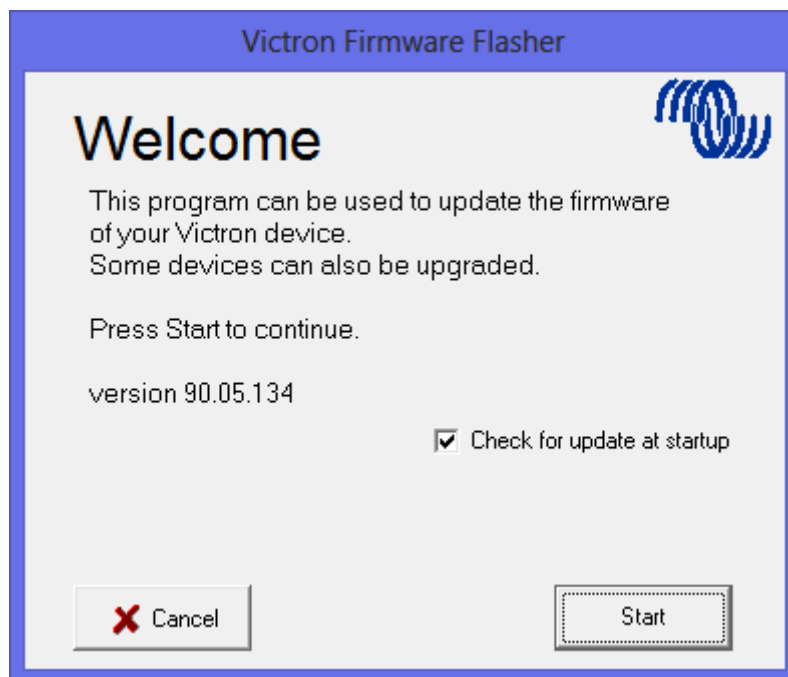 Victron Firmware Flasher
Welcome
This program can be used to update the firmware
of your Victron device.
Some devices can also be upgraded.
Press Start to continue.
version 90.05.134
Check for update at startup
Cancel
Start